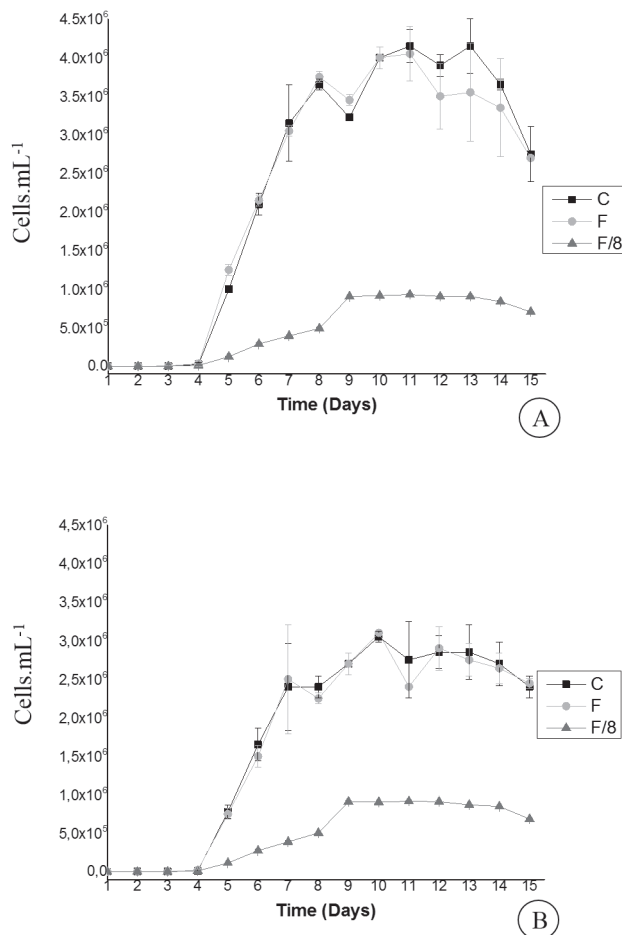 4.5x10⁶
4.0x10⁶
3.5x10⁶
3.0x10⁶
2.5x10⁶
2.0x10⁶
1.5x10⁶
1.0x10⁶
5.0x10⁵
0.0
Cells.mL⁻¹
C
F
F/8
1 2 3 4 5 6 7 8 9 10 11 12 13 14 15
Time (Days)
A
4,5x10⁶
4,0x10⁶
3,5x10⁶
3,0x10⁶
2,5x10⁶
2,0x10⁶
1,5x10⁶
1,0x10⁶
5,0x10⁵
0,0
Cells.mL⁻¹
C
F
F/8
1 2 3 4 5 6 7 8 9 10 11 12 13 14 15
Time (Days)
B